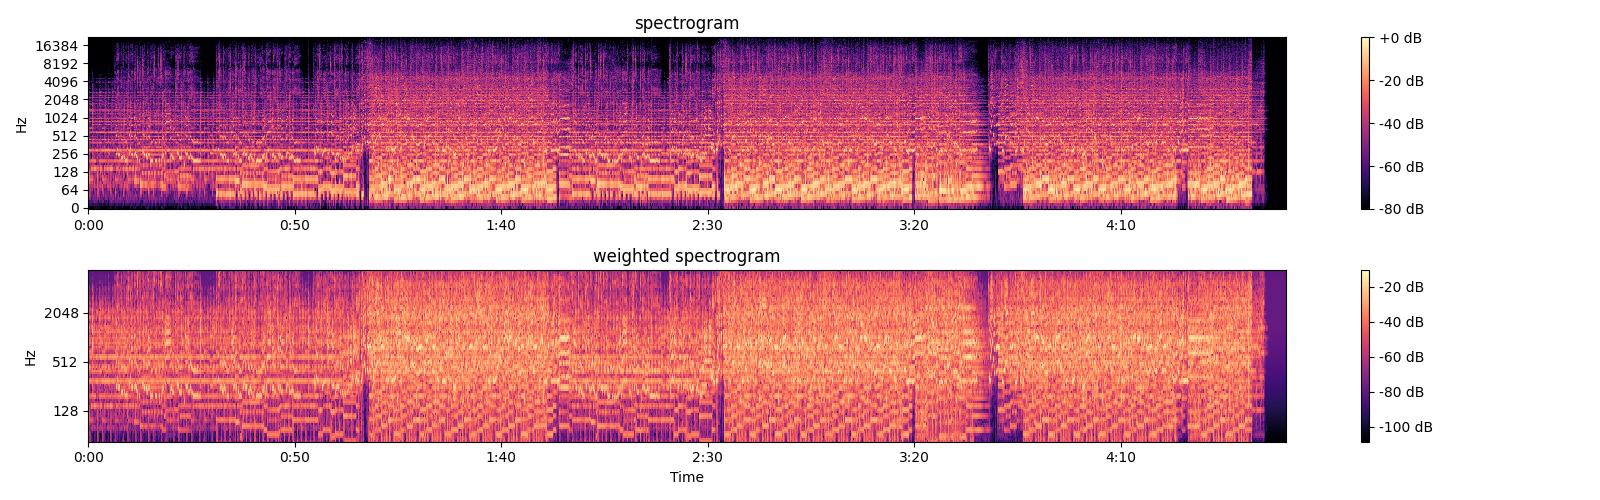 spectrogram
16384
8192
4096
2048
1024
512
256
128
64
0
Hz
0:00 0:50 1:40 2:30 3:20 4:10
+0 dB
-20 dB
-40 dB
-60 dB
-80 dB
weighted spectrogram
2048
512
128
Hz
0:00 0:50 1:40 2:30 3:20 4:10
Time
-20 dB
-40 dB
-60 dB
-80 dB
-100 dB